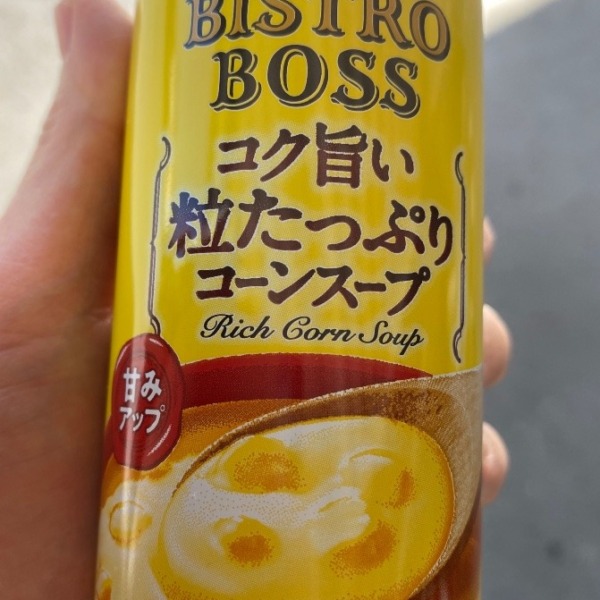 BISTRO
BOSS
コク旨い
粒たっぷり
コーンスープ
Rich Corn Soup
甘み
アップ